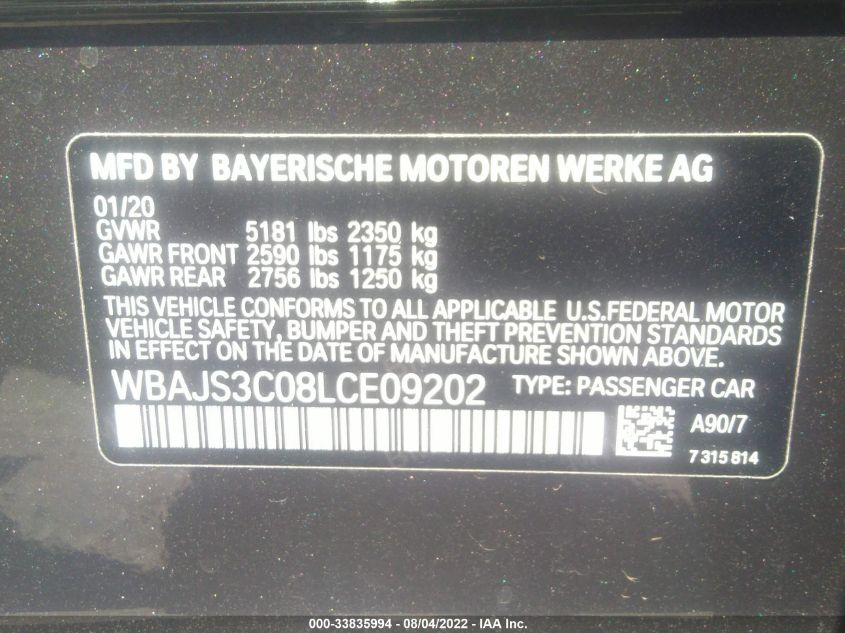 MFD BY BAYERISCHE MOTOREN WERKE AG
01/20
GVWR 5181 lbs 2350 kg
GAWR FRONT 2590 lbs 1175 kg
GAWR REAR 2756 lbs 1250 kg
THIS VEHICLE CONFORMS TO ALL APPLICABLE U.S.FEDERAL MOTOR
VEHICLE SAFETY, BUMPER AND THEFT PREVENTION STANDARDS
IN EFFECT ON THE DATE OF MANUFACTURE SHOWN ABOVE.
WBAJS3C08LCE09202 TYPE: PASSENGER CAR
A90/7
7 315 814
000-33835994 - 08/04/2022 - IAA Inc.